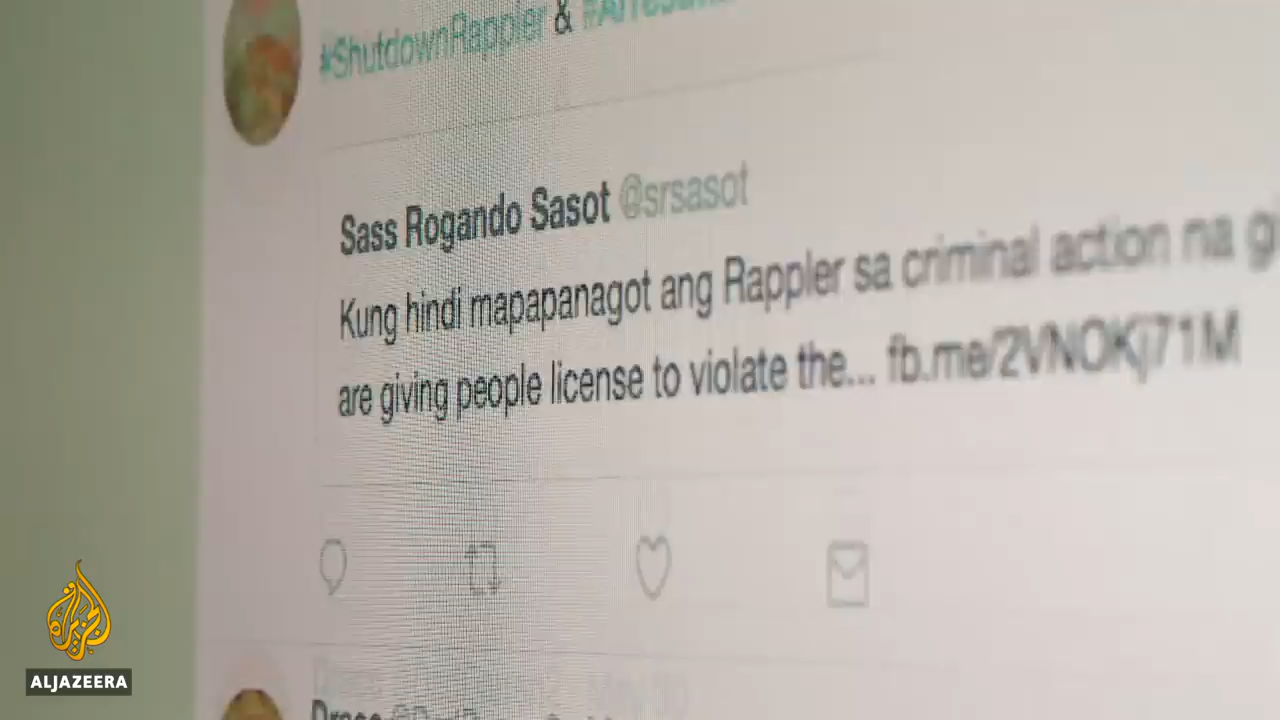 #ShutdownRappler &
Sass Rogando Sasot @srsasot
Kung hindi mapapanagot ang Rappler sa criminal action na
are giving people license to violate the... fb.me/2VNOKj71M
الجزيرة
ALJAZEERA